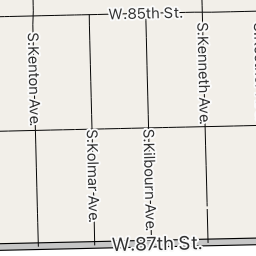 W. 85th St.
S. Kenton Ave.
S. Kenneth Ave.
S. Kolmar Ave.
S. Kilbourn Ave.
W. 87th St.